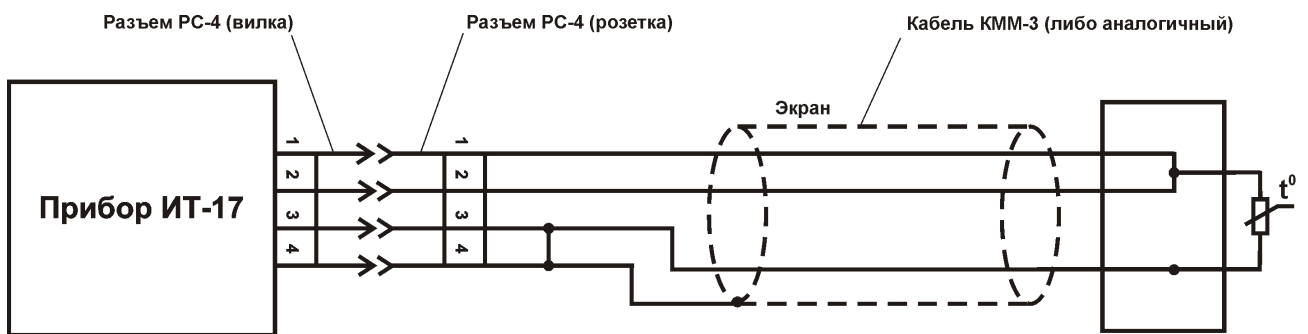 Разъем РС-4 (вилка)
Разъем РС-4 (розетка)
Кабель КММ-3 (либо аналогичный)
Экран
Прибор ИТ-17
1
2
3
4
1
2
3
4
t⁰